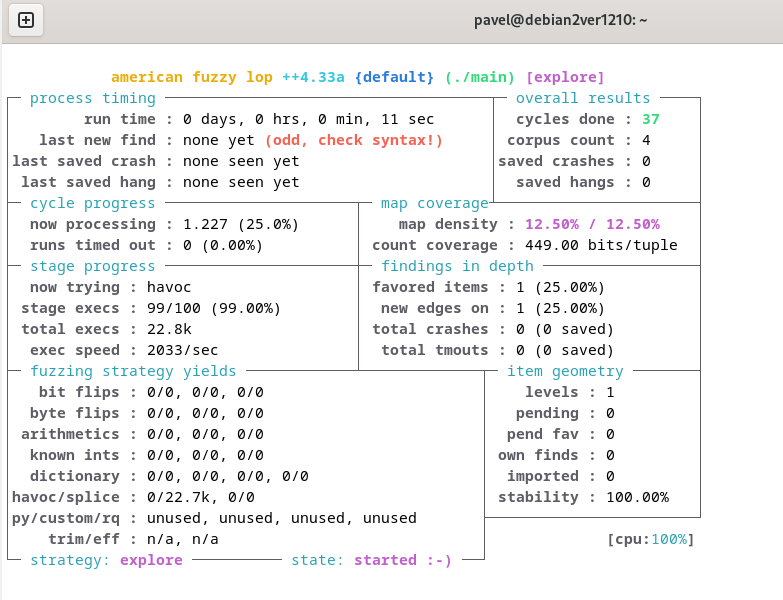 pavel@debian2ver1210: ~
american fuzzy lop ++4.33a {default} (./main) [explore]
process timing overall results
run time : 0 days, 0 hrs, 0 min, 11 sec cycles done : 37
last new find : none yet (odd, check syntax!) corpus count : 4
last saved crash : none seen yet saved crashes : 0
last saved hang : none seen yet saved hangs : 0
cycle progress map coverage
now processing : 1.227 (25.0%) map density : 12.50% / 12.50%
runs timed out : 0 (0.00%) count coverage : 449.00 bits/tuple
stage progress findings in depth
now trying : havoc favored items : 1 (25.00%)
stage execs : 99/100 (99.00%) new edges on : 1 (25.00%)
total execs : 22.8k total crashes : 0 (0 saved)
exec speed : 2033/sec total tmouts : 0 (0 saved)
fuzzing strategy yields item geometry
bit flips : 0/0, 0/0, 0/0 levels : 1
byte flips : 0/0, 0/0, 0/0 pending : 0
arithmetics : 0/0, 0/0, 0/0 pend fav : 0
known ints : 0/0, 0/0, 0/0 own finds : 0
dictionary : 0/0, 0/0, 0/0, 0/0 imported : 0
havoc/splice : 0/22.7k, 0/0 stability : 100.00%
py/custom/rq : unused, unused, unused, unused
trim/eff : n/a, n/a [cpu:100%]
strategy: explore state: started :-)